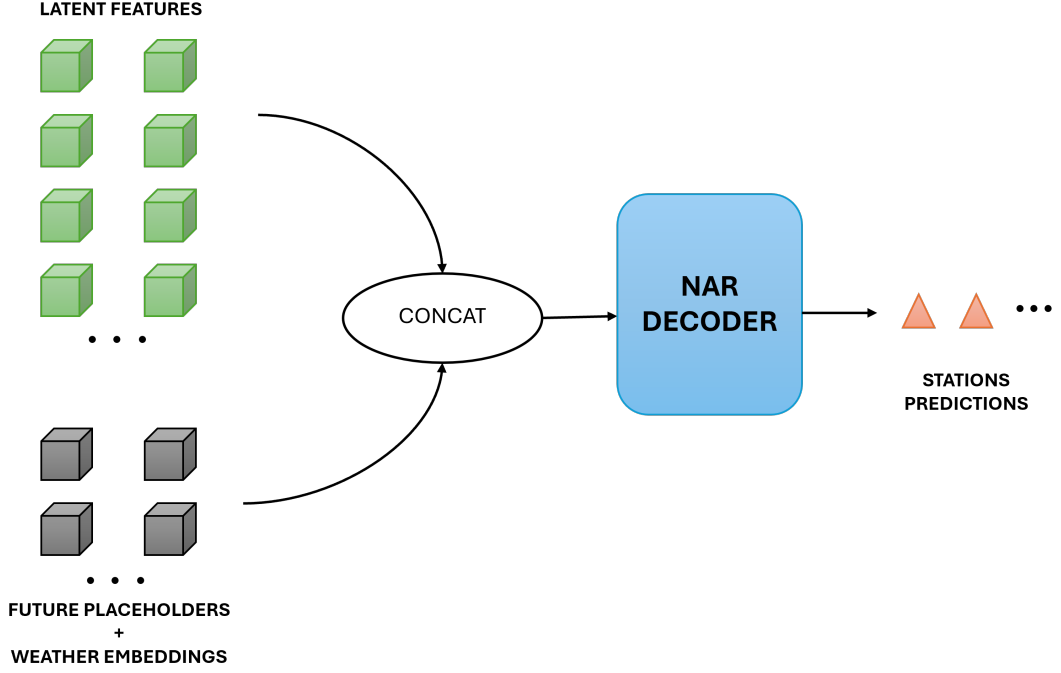 LATENT FEATURES
CONCAT
NAR
DECODER
STATIONS
PREDICTIONS
FUTURE PLACEHOLDERS
+
WEATHER EMBEDDINGS